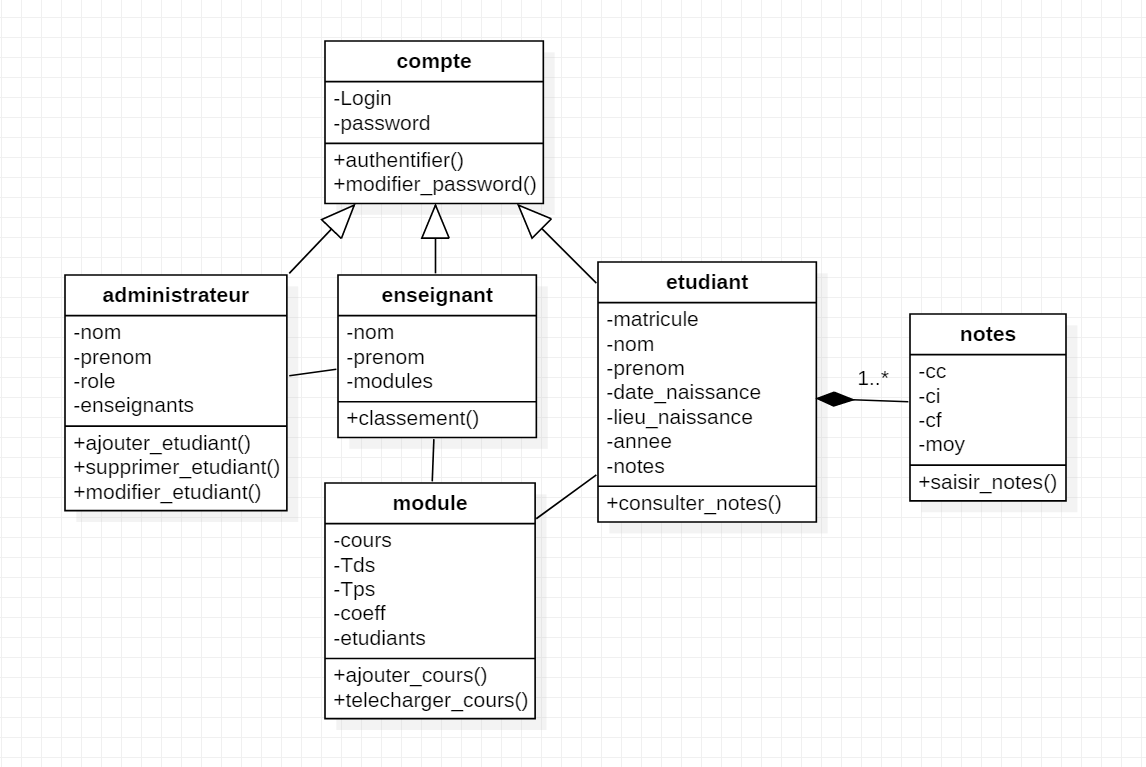 compte
-Login
-password
+authentifier()
+modifier_password()
administrateur
-nom
-prenom
-role
-enseignants
+ajouter_etudiant()
+supprimer_etudiant()
+modifier_etudiant()
enseignant
-nom
-prenom
-modules
+classement()
etudiant
-matricule
-nom
-prenom
-date_naissance
-lieu_naissance
-annee
-notes
+consulter_notes()
1..*
notes
-cc
-ci
-cf
-moy
+saisir_notes()
module
-cours
-Tds
-Tps
-coeff
-etudiants
+ajouter_cours()
+telecharger_cours()